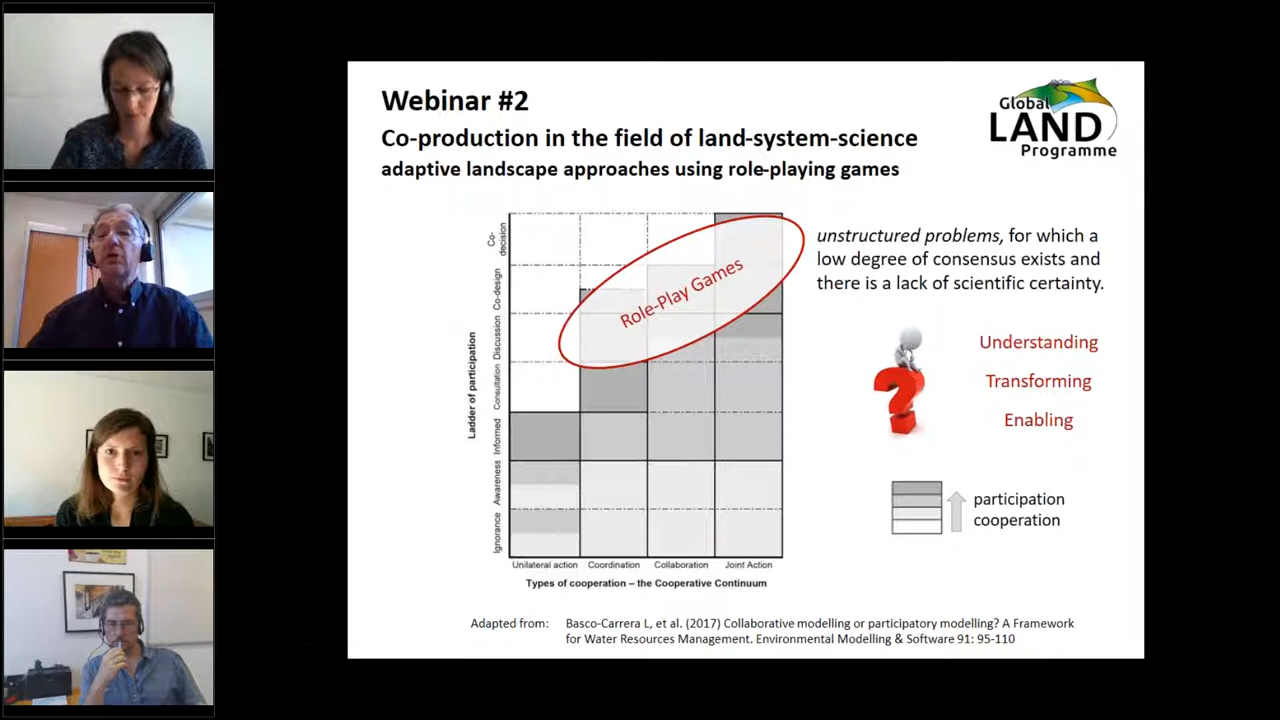 Webinar #2
Co-production in the field of land-system-science
adaptive landscape approaches using role-playing games
Global
LAND
Programme
Ladder of participation
Co-
decision
Co-design
Discussion
Consultation
Informed
Awareness
Ignorance
Role-Play Games
Unilateral action
Coordination
Collaboration
Joint Action
Types of cooperation – the Cooperative Continuum
unstructured problems, for which a
low degree of consensus exists and
there is a lack of scientific certainty.
?
Understanding
Transforming
Enabling
participation
cooperation
Adapted from: Basco-Carrera L, et al. (2017) Collaborative modelling or participatory modelling? A Framework
for Water Resources Management. Environmental Modelling & Software 91: 95-110